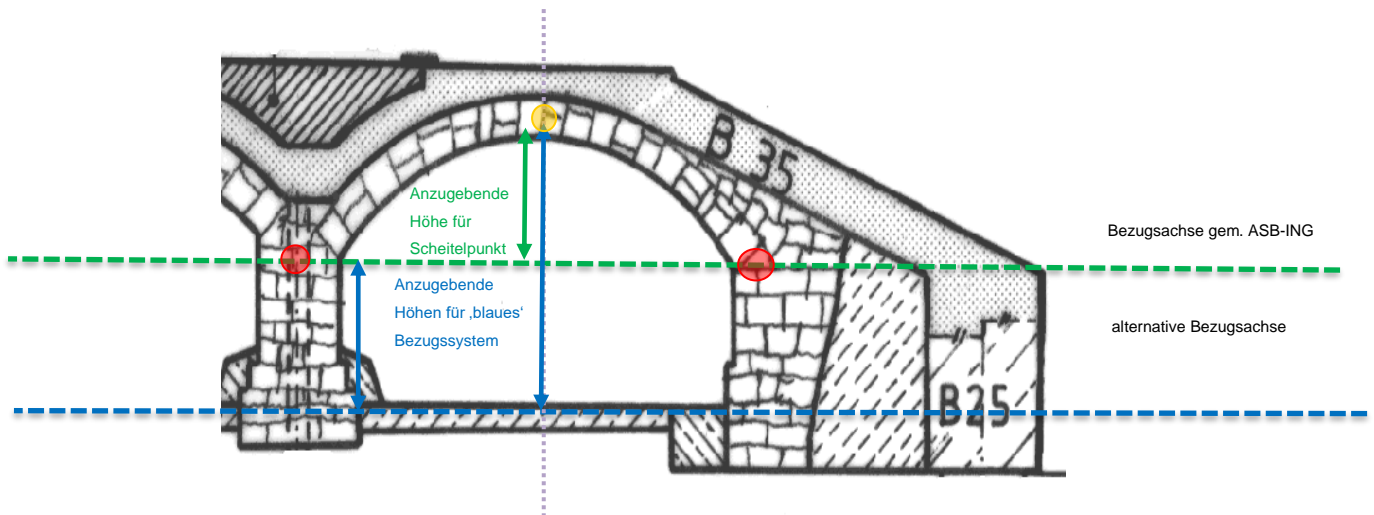 B 35
Anzugebende
Höhe für
Scheitelpunkt
Bezugsachse gem. ASB-ING
Anzugebende
Höhen für ‚blaues‘
Bezugssystem
alternative Bezugsachse
B25